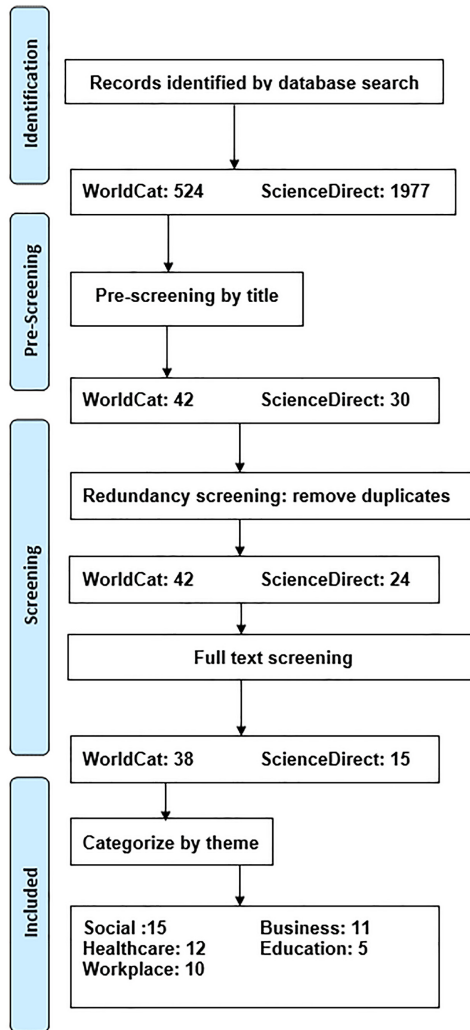 Identification
Records identified by database search
WorldCat: 524 ScienceDirect: 1977
Pre-Screening
Pre-screening by title
WorldCat: 42 ScienceDirect: 30
Screening
Redundancy screening: remove duplicates
WorldCat: 42 ScienceDirect: 24
Full text screening
WorldCat: 38 ScienceDirect: 15
Included
Categorize by theme
Social :15 Business: 11
Healthcare: 12 Education: 5
Workplace: 10